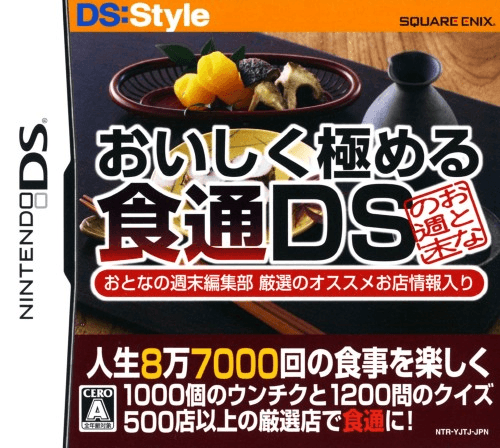 DS:Style
SQUARE ENIX
NINTENDO DS
おいしく極める
食通DS
おとなの週末
おとなの週末編集部 厳選のオススメお店情報入り
人生8万7000回の食事を楽しく
1000個のウンチクと1200問のクイズ
500店以上の厳選店で食通に!
CERO
A
全年齢対象
NTR-YJTJ-JPN